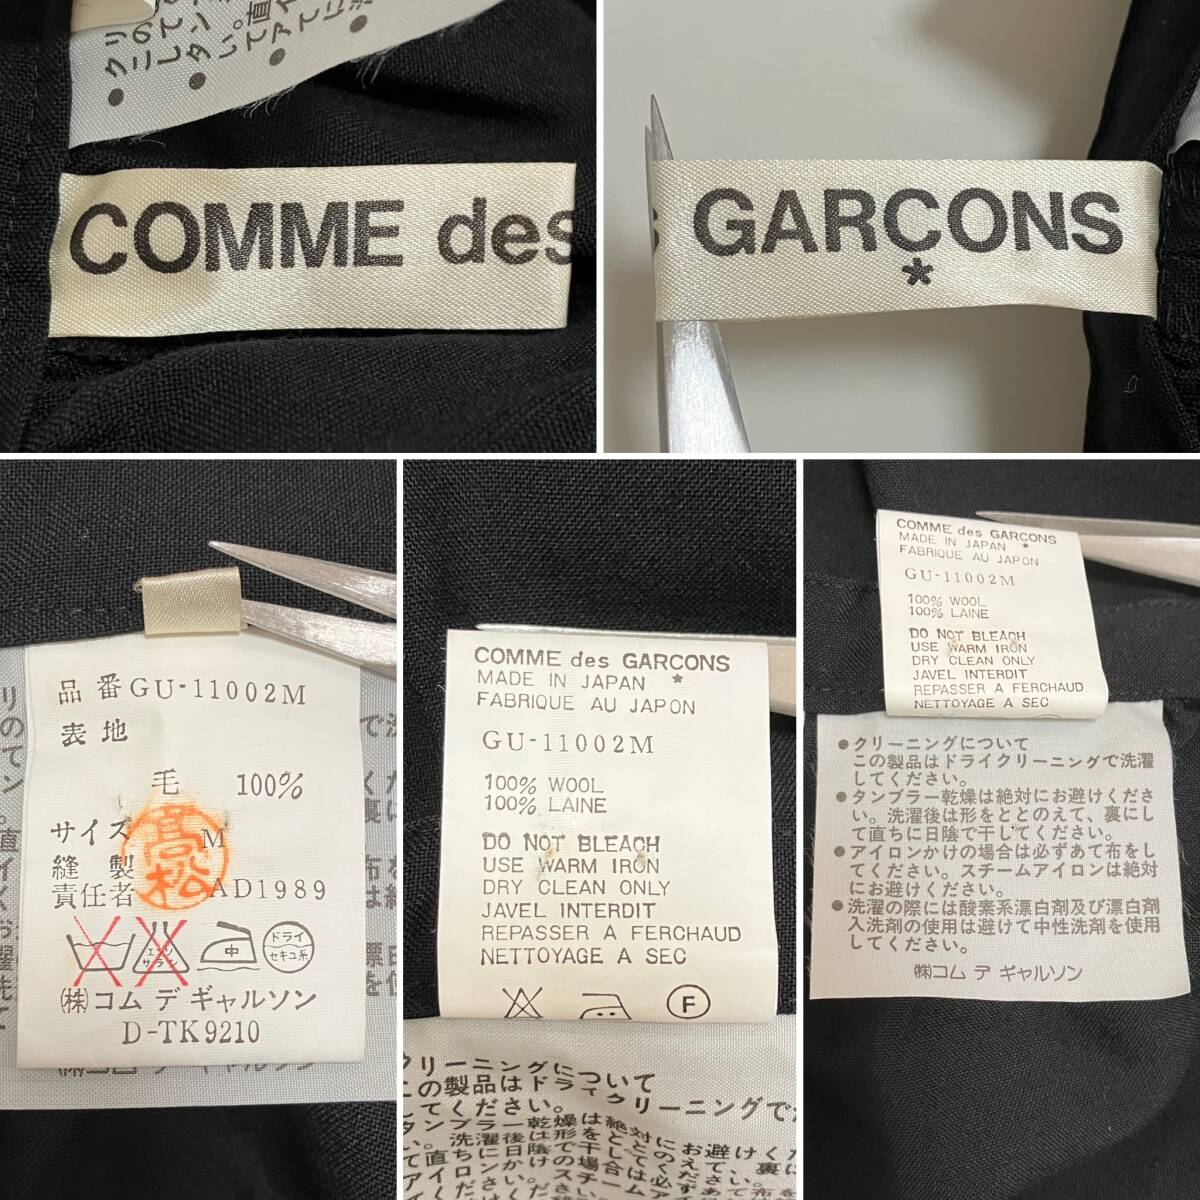 COMME des
GARÇONS
*
品番 GU-11002M
表地
毛 100%
サイズ M
縫製
責任者 AD1989
髙松
中
ドライ
セキユ系
㈱コム デ ギャルソン
D-TK9210
COMME des GARCONS
MADE IN JAPAN *
FABRIQUE AU JAPON
GU-11002M
100% WOOL
100% LAINE
DO NOT BLEACH
USE WARM IRON
DRY CLEAN ONLY
JAVEL INTERDIT
REPASSER A FERCHAUD
NETTOYAGE A SEC
F
クリーニングについて
この製品はドライクリーニングで
してください。
COMME des GARCONS
MADE IN JAPAN *
FABRIQUE AU JAPON
GU-11002M
100% WOOL
100% LAINE
DO NOT BLEACH
USE WARM IRON
DRY CLEAN ONLY
JAVEL INTERDIT
REPASSER A FERCHAUD
NETTOYAGE A SEC
●クリーニングについて
この製品はドライクリーニングで洗濯
してください。
●タンブラー乾燥は絶対にお避けくださ
い。洗濯後は形をととのえて、裏にし
て直ちに日陰で干してください。
●アイロンかけの場合は必ずあて布をし
てください。スチームアイロンは絶対
にお避けください。
●洗濯の際には酸素系漂白剤及び漂白剤
入洗剤の使用は避けて中性洗剤を使用
してください。
㈱コム デ ギャルソン